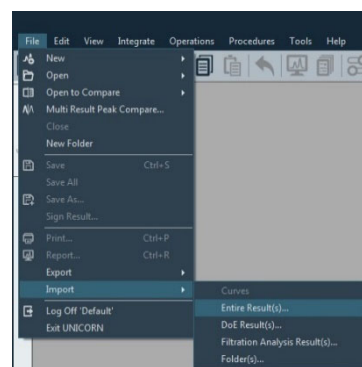 File Edit View Integrate Operations Procedures Tools Help
New
Open
Open to Compare
Multi Result Peak Compare...
Close
New Folder
Save Ctrl+S
Save All
Save As...
Sign Result...
Print... Ctrl+P
Report... Ctrl+R
Export
Import
Curves
Entire Result(s)...
Log Off 'Default'
DoE Result(s)...
Exit UNICORN
Filtration Analysis Result(s)...
Folder(s)...